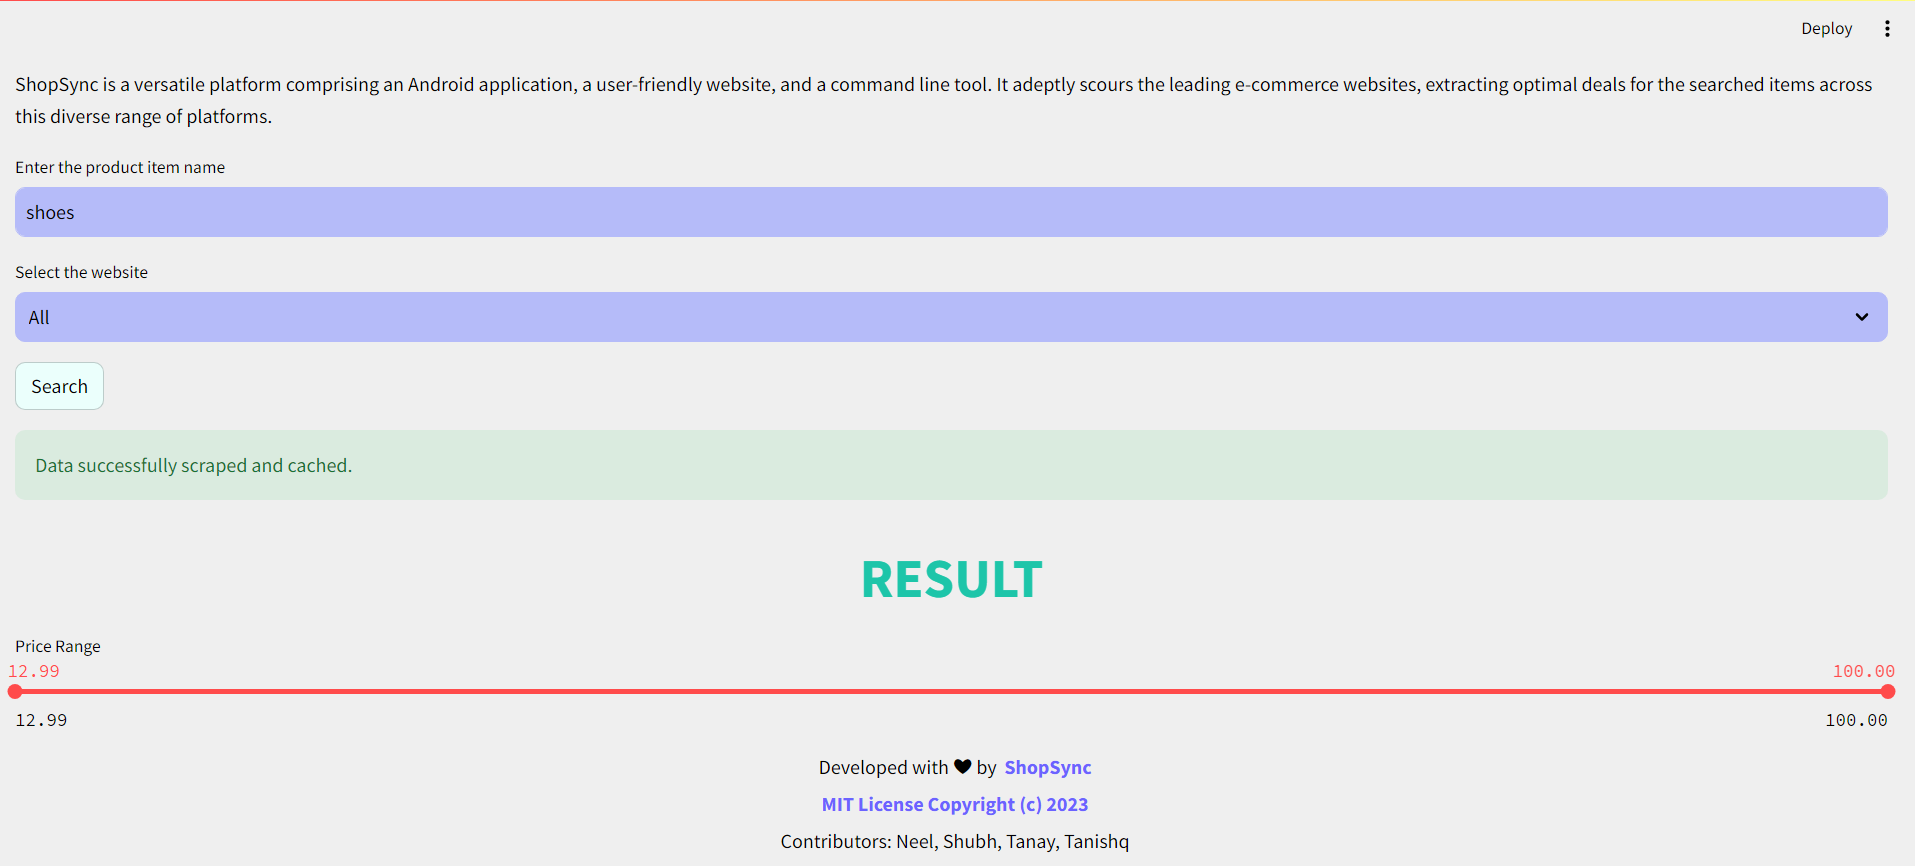 Deploy
ShopSync is a versatile platform comprising an Android application, a user-friendly website, and a command line tool. It adeptly scours the leading e-commerce websites, extracting optimal deals for the searched items across
this diverse range of platforms.
Enter the product item name
shoes
Select the website
All
Search
Data successfully scraped and cached.
RESULT
Price Range
12.99 100.00
12.99 100.00
Developed with 🖤 by ShopSync
MIT License Copyright (c) 2023
Contributors: Neel, Shubh, Tanay, Tanishq